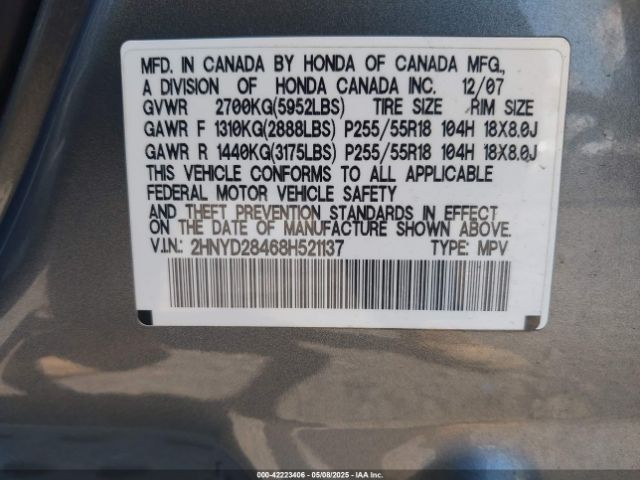 MFD. IN CANADA BY HONDA OF CANADA MFG.,
A DIVISION OF HONDA CANADA INC. 12/07
GVWR 2700KG(5952LBS) TIRE SIZE RIM SIZE
GAWR F 1310KG(2888LBS) P255/55R18 104H 18X8.0J
GAWR R 1440KG(3175LBS) P255/55R18 104H 18X8.0J
THIS VEHICLE CONFORMS TO ALL APPLICABLE
FEDERAL MOTOR VEHICLE SAFETY
AND THEFT PREVENTION STANDARDS IN EFFECT
ON THE DATE OF MANUFACTURE SHOWN ABOVE.
V.I.N.: 2HNYD28468H521137 TYPE: MPV
000-42223406 05/08/2025 IAAI.COM